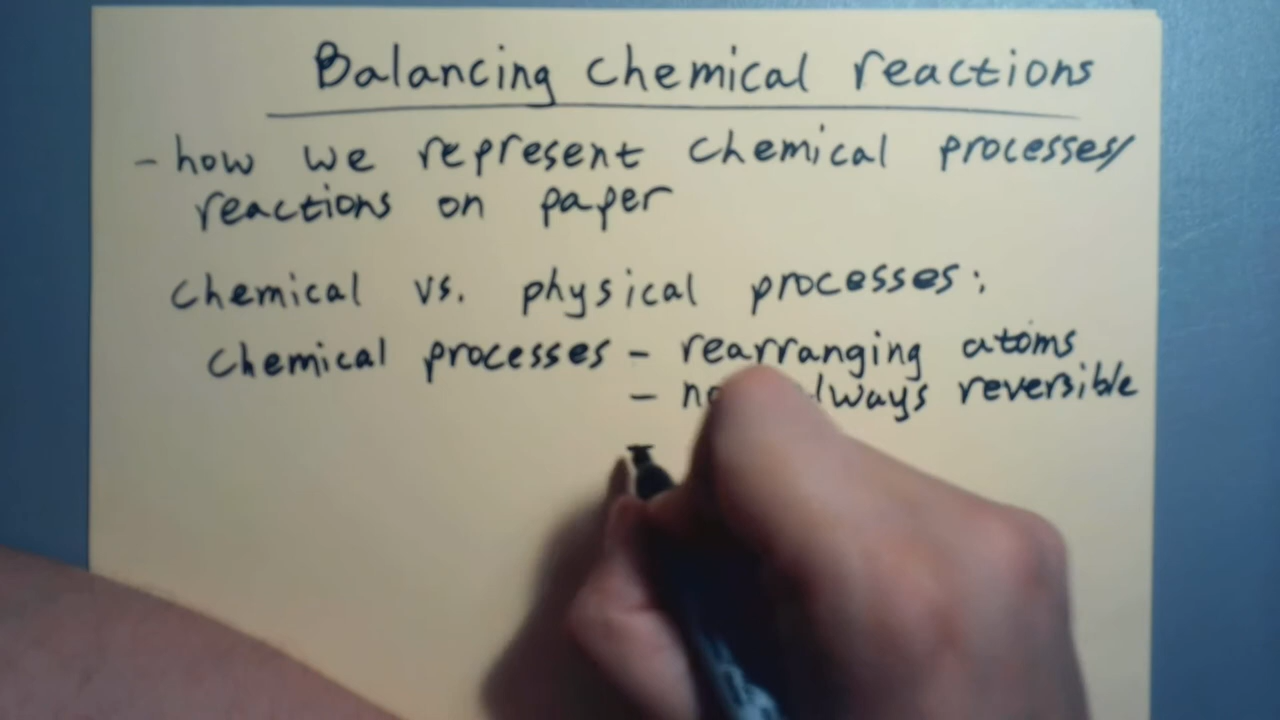 Balancing chemical reactions
- how we represent chemical processes/
reactions on paper
chemical vs. physical processes:
chemical processes - rearranging atoms
- reversible